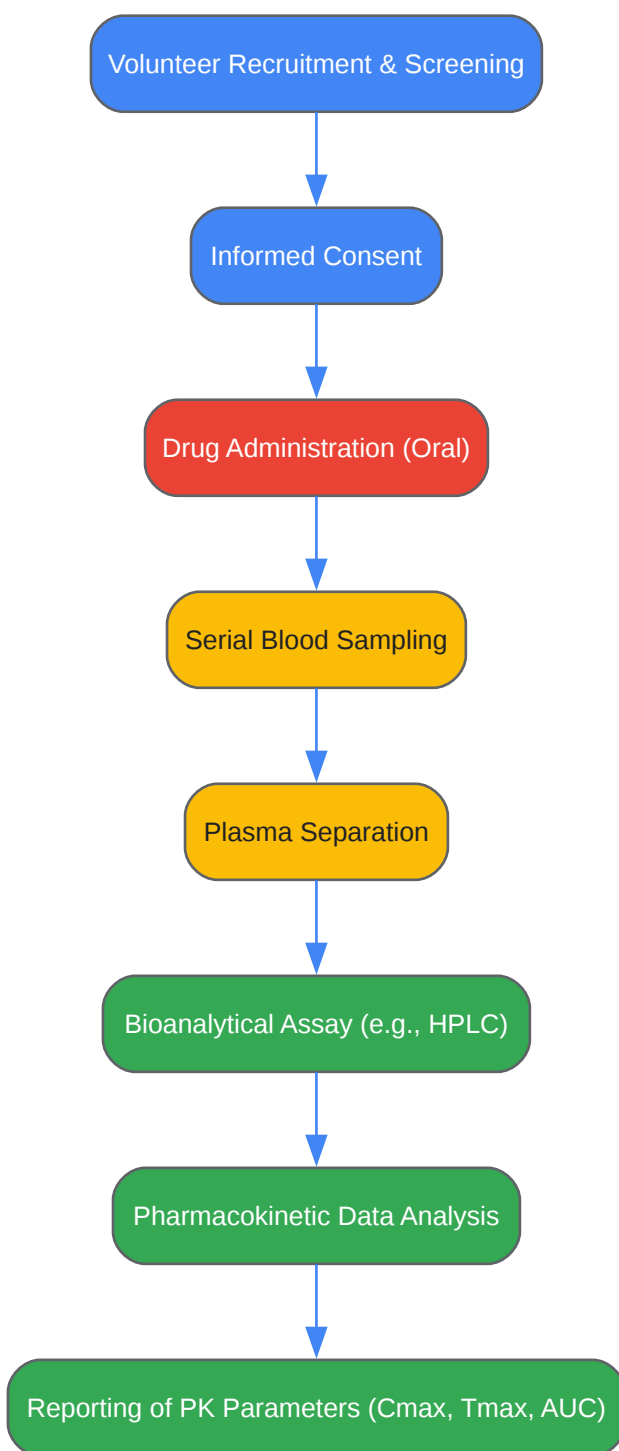 Volunteer Recruitment & Screening
Informed Consent
Drug Administration (Oral)
Serial Blood Sampling
Plasma Separation
Bioanalytical Assay (e.g., HPLC)
Pharmacokinetic Data Analysis
Reporting of PK Parameters (Cmax, Tmax, AUC)